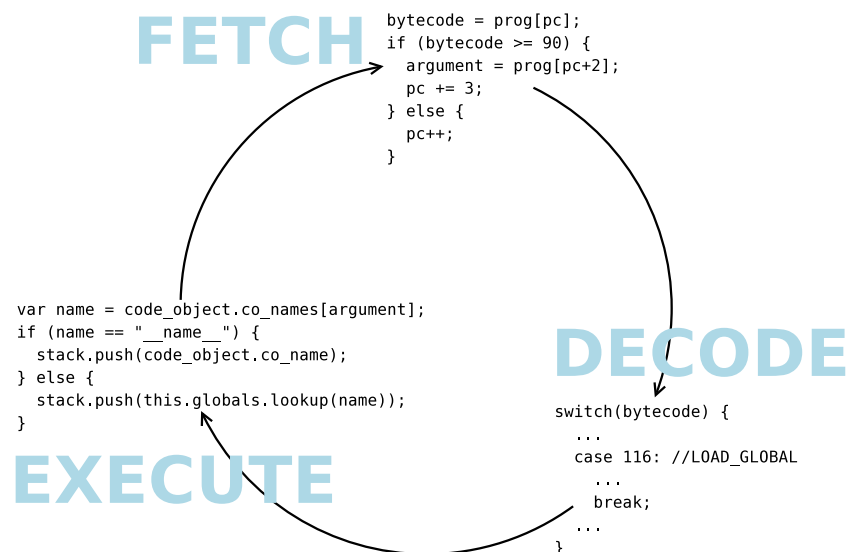 FETCH
bytecode = prog[pc];
if (bytecode >= 90) {
  argument = prog[pc+2];
  pc += 3;
} else {
  pc++;
}
DECODE
switch(bytecode) {
  ...
  case 116: //LOAD_GLOBAL
    ...
    break;
  ...
}
EXECUTE
var name = code_object.co_names[argument];
if (name == "__name__") {
  stack.push(code_object.co_name);
} else {
  stack.push(this.globals.lookup(name));
}